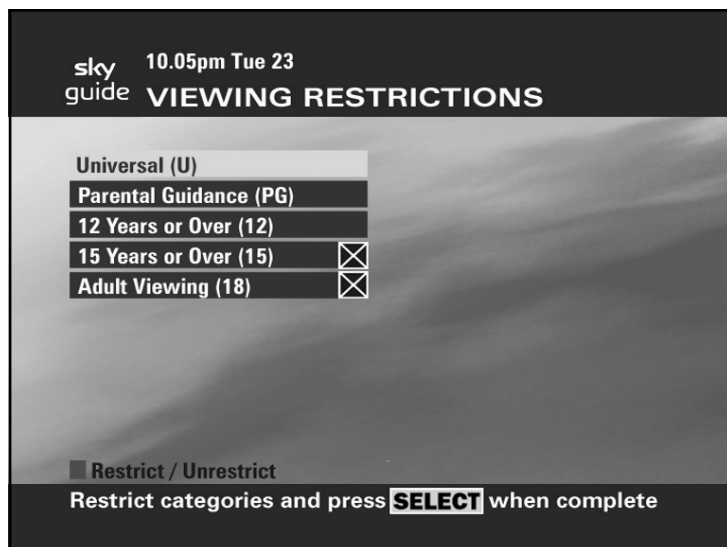 sky guide
10.05pm Tue 23
VIEWING RESTRICTIONS
Universal (U)
Parental Guidance (PG)
12 Years or Over (12)
15 Years or Over (15)
Adult Viewing (18)
Restrict / Unrestrict
Restrict categories and press SELECT when complete